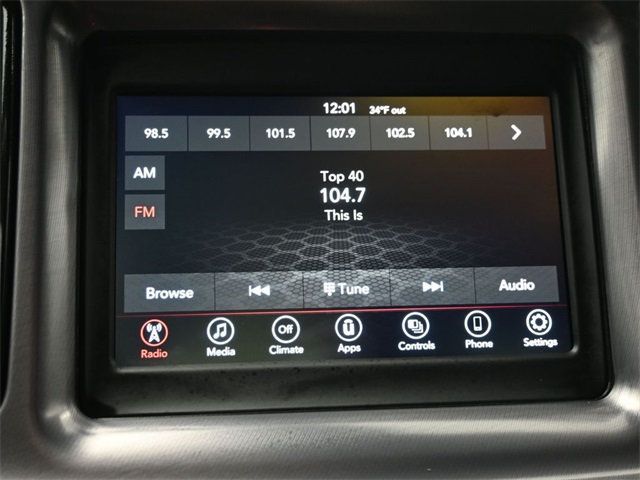 12:01 34°F out
98.5 99.5 101.5 107.9 102.5 104.1
AM
Top 40
104.7
FM
This Is
Browse Tune Audio
Off
Radio Media Climate Apps Controls Phone Settings